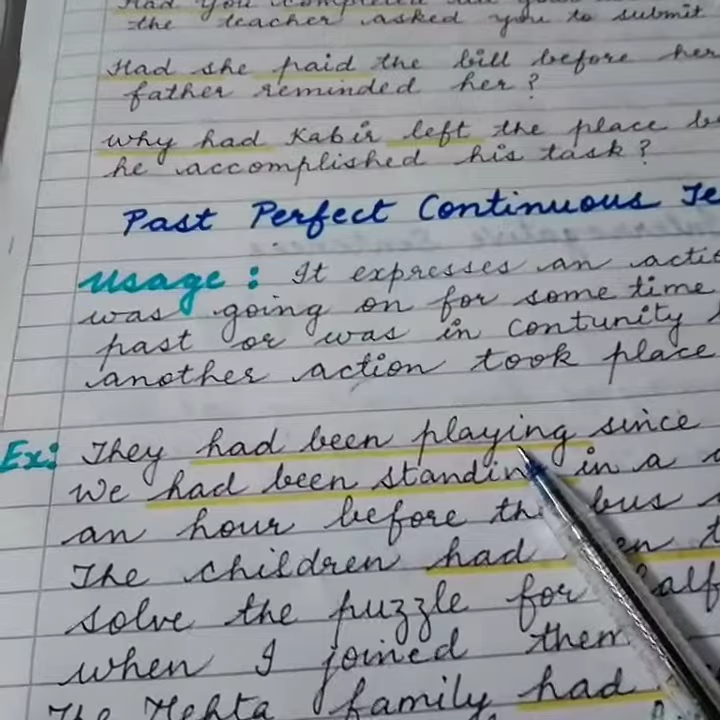 Had you completed
the teacher asked you to submit
Had she paid the bill before her
father reminded her?
Why had Kabir left the place
he accomplished his task?
Past Perfect Continuous
Usage: It expresses an
was going on for some time
past or was in contunity
another action took place
Ex: They had been playing since
We had been standing in a
an hour before the bus
The children had
solve the puzzle for
when I joined them
The Mehta family had